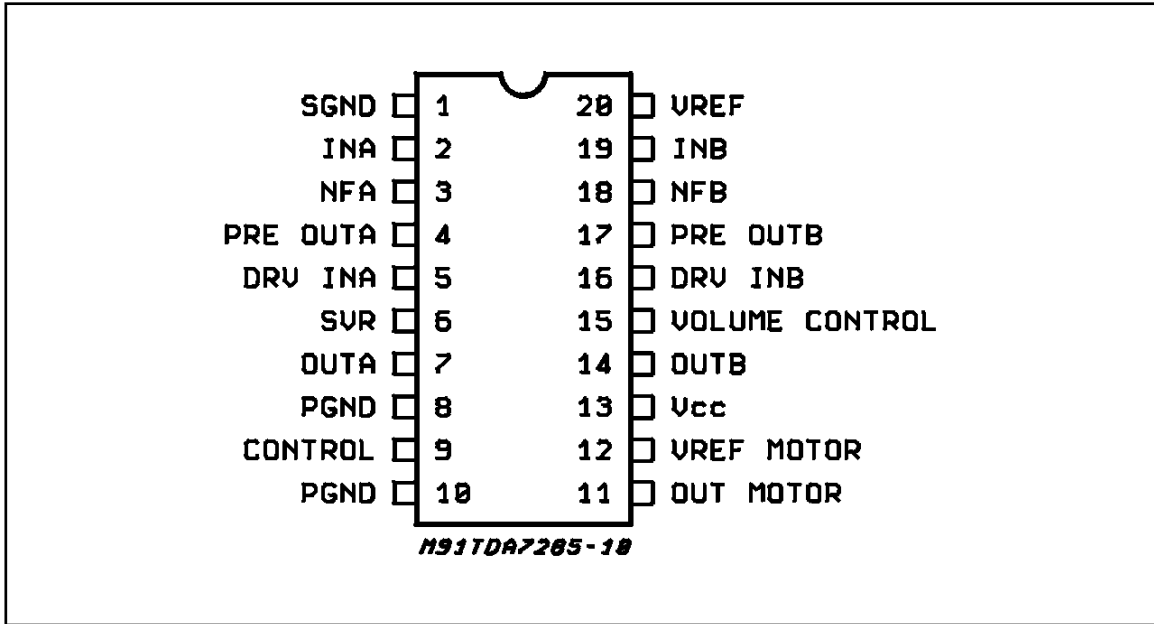 SGND 1 20 VREF
INA 2 19 INB
NFA 3 18 NFB
PRE OUTA 4 17 PRE OUTB
DRV INA 5 16 DRV INB
SVR 6 15 VOLUME CONTROL
OUTA 7 14 OUTB
PGND 8 13 Vcc
CONTROL 9 12 VREF MOTOR
PGND 10 11 OUT MOTOR
M91TDA7285-10